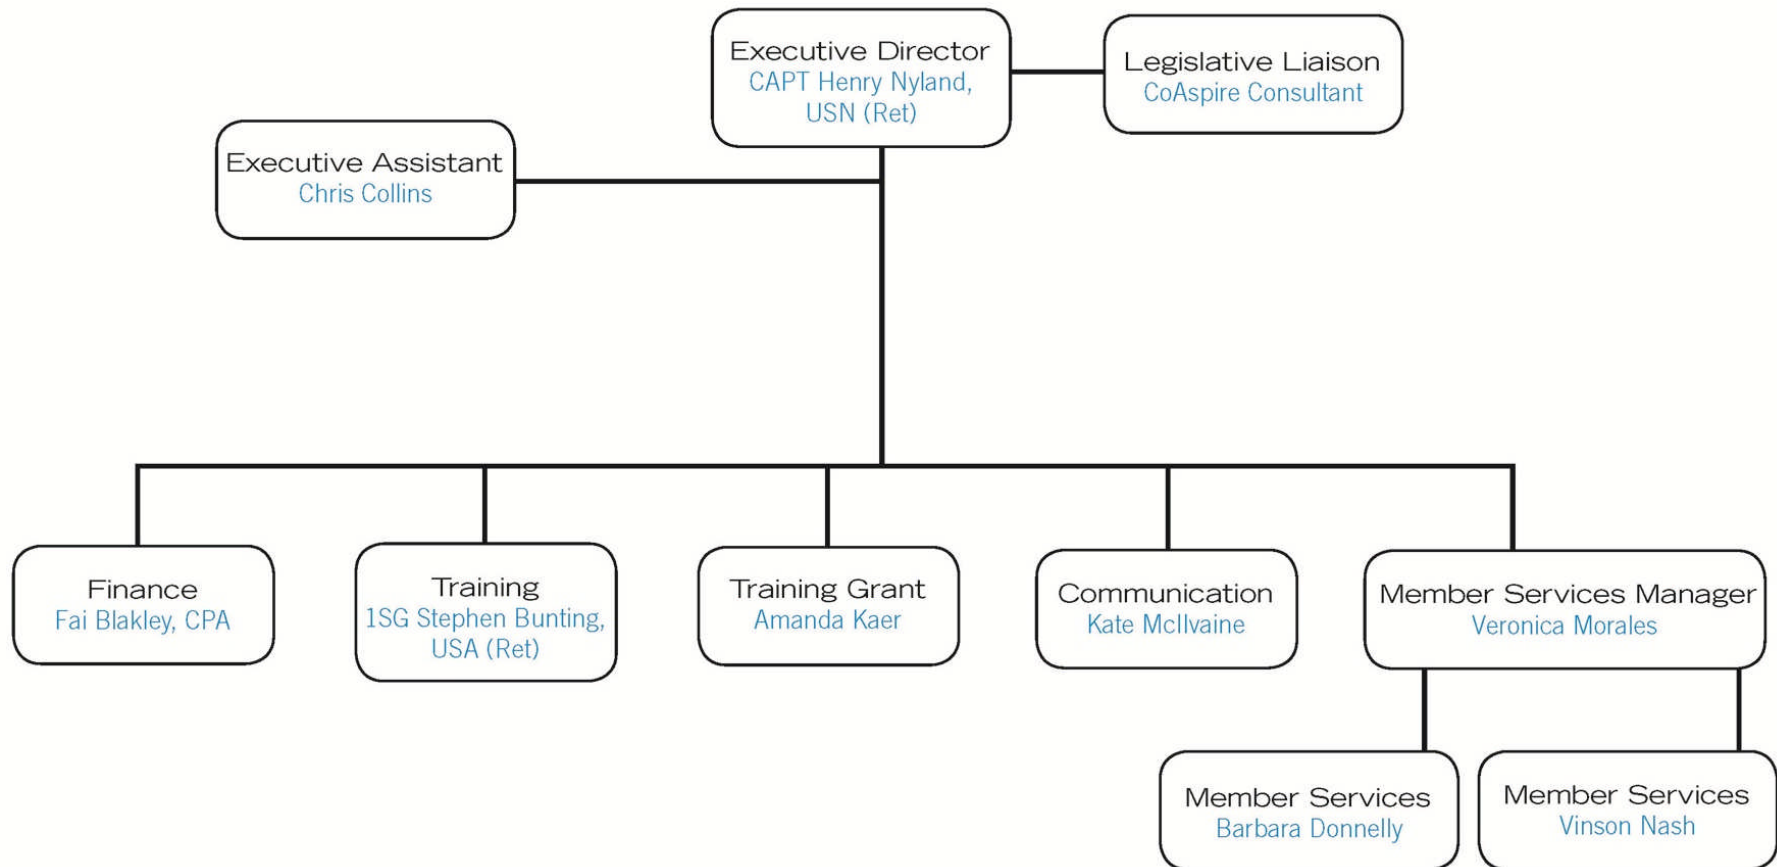 Executive Director
CAPT Henry Nyland,
USN (Ret)
Legislative Liaison
CoAspire Consultant
Executive Assistant
Chris Collins
Finance
Fai Blakley, CPA
Training
1SG Stephen Bunting,
USA (Ret)
Training Grant
Amanda Kaer
Communication
Kate McIlvaine
Member Services Manager
Veronica Morales
Member Services
Barbara Donnelly
Member Services
Vinson Nash